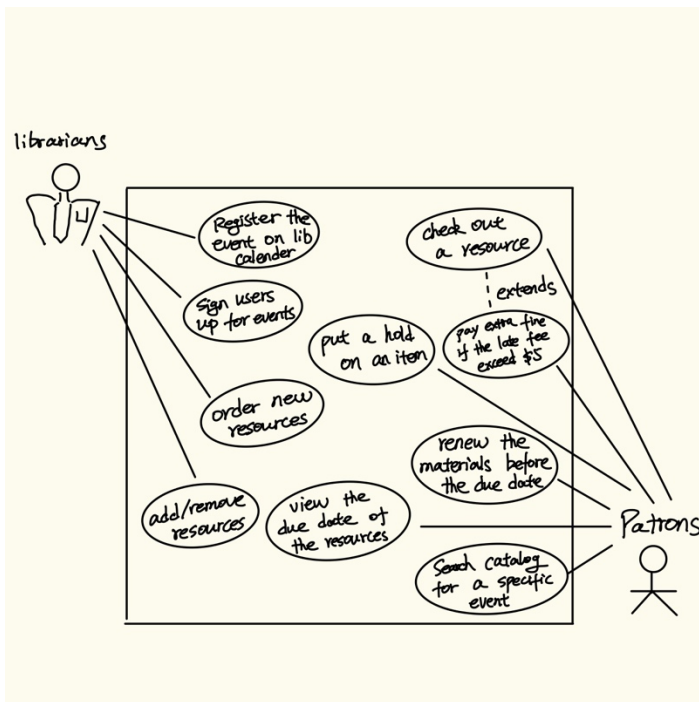 librarians
Register the
event on lib
calender
sign users
up for events
order new
resources
add/remove
resources
view the
due date of
the resources
put a hold
on an item
check out
a resource
extends
pay extra fine
if the late fee
exceed $5
renew the
materials before
the due date
Search catalog
for a specific
event
Patrons